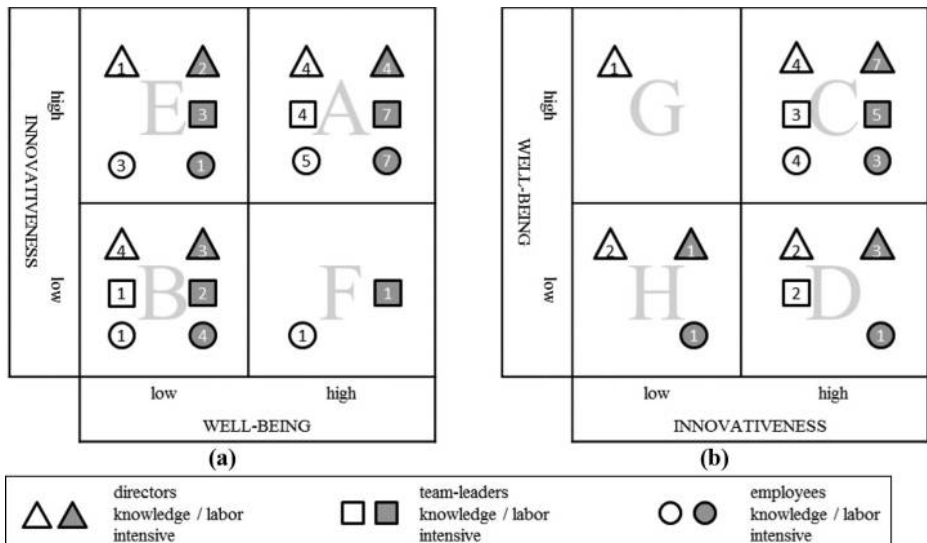 INNOVATIVENESS
high
low
E
1
2
3
3
1
A
4
4
4
7
5
7
B
4
3
1
2
1
4
F
1
1
low
high
WELL-BEING
(a)
WELL-BEING
high
low
G
1
C
4
7
3
5
4
3
H
2
1
1
D
2
3
2
1
low
high
INNOVATIVENESS
(b)
directors
knowledge / labor
intensive
team-leaders
knowledge / labor
intensive
employees
knowledge / labor
intensive